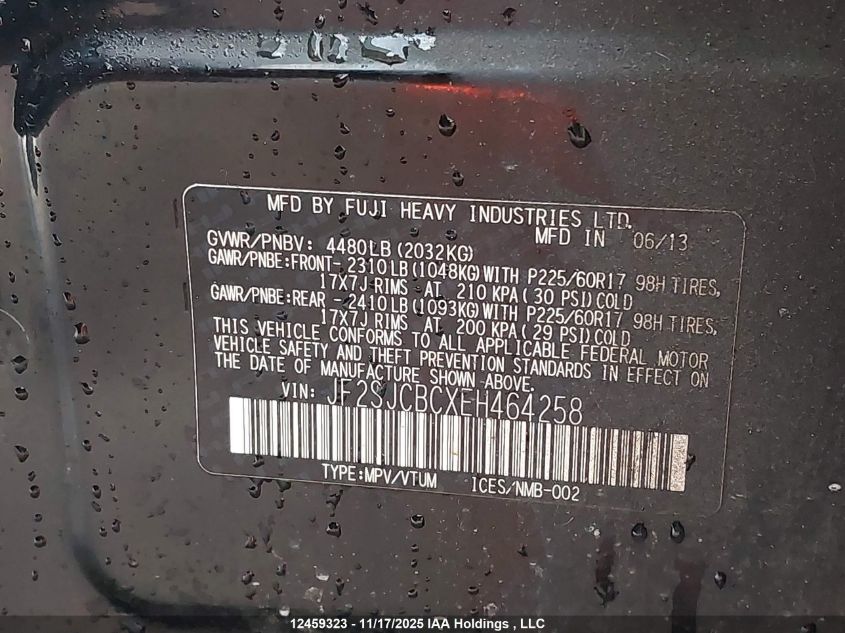 MFD BY FUJI HEAVY INDUSTRIES LTD.
MFD IN 06/13
GVWR/PNBV: 4480LB(2032KG)
GAWR/PNBE:FRONT- 2310LB(1048KG)WITH P225/60R17 98H TIRES,
17X7J RIMS AT 210 KPA( 30 PSI)COLD
GAWR/PNBE:REAR - 2410LB(1093KG)WITH P225/60R17 98H TIRES,
17X7J RIMS AT 200 KPA( 29 PSI)COLD
THIS VEHICLE CONFORMS TO ALL APPLICABLE FEDERAL MOTOR
VEHICLE SAFETY AND THEFT PREVENTION STANDARDS IN EFFECT ON
THE DATE OF MANUFACTURE SHOWN ABOVE.
VIN: JF2SJCBCXEH464258
TYPE:MPV/VTUM ICES/NMB-002
12459323 - 11/17/2025 IAA Holdings , LLC